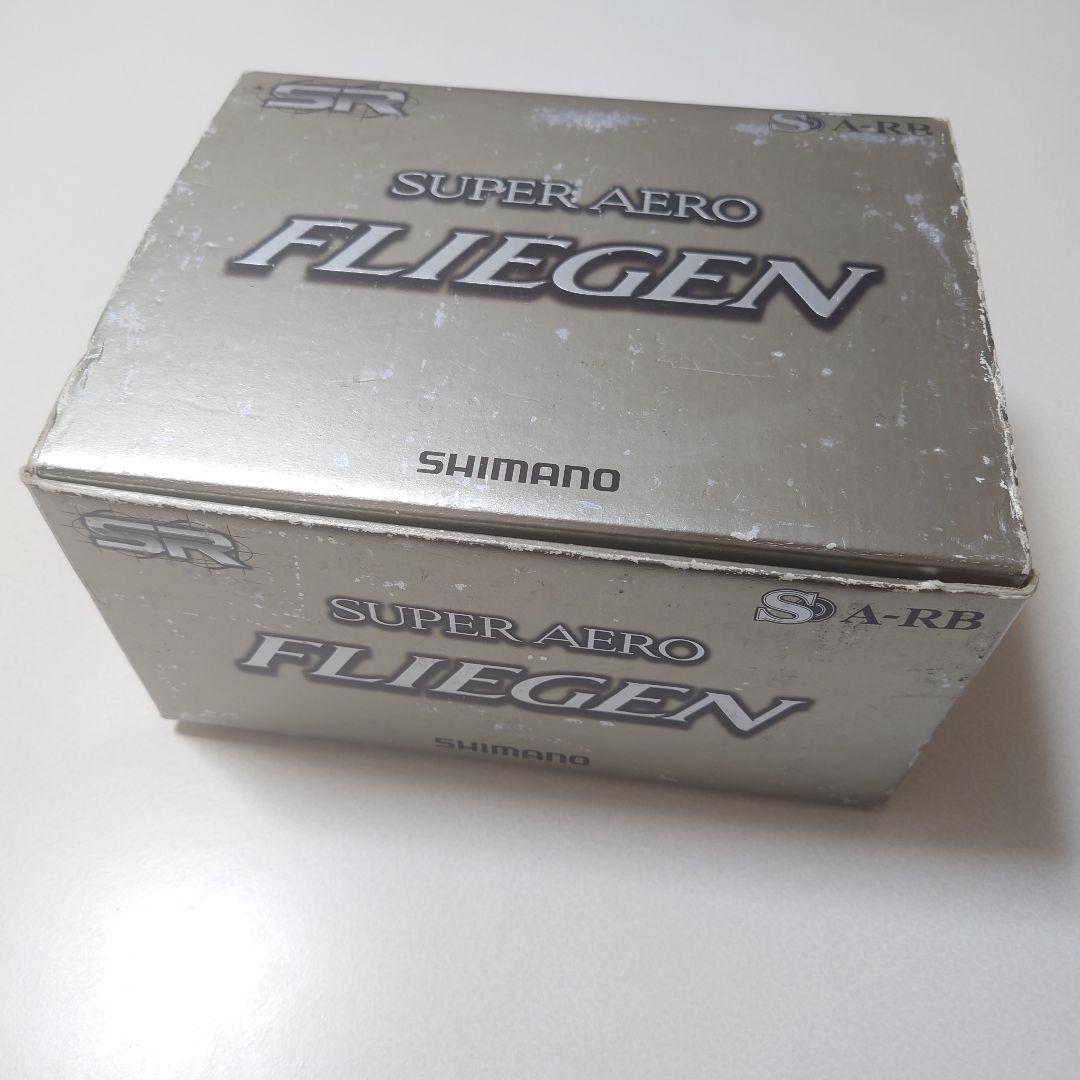 SR
S A-RB
SUPER AERO
FLIEGEN
SHIMANO
SR
S A-RB
SUPER AERO
FLIEGEN
SHIMANO